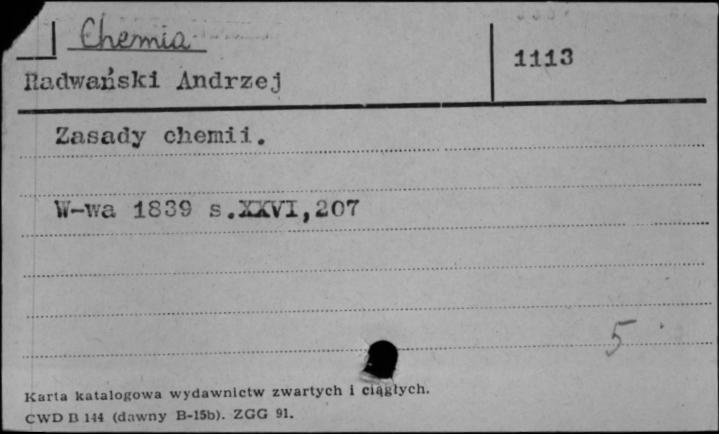 Chemia
1113
Radwański Andrzej
Zasady chemii.
W-wa 1839 s.XXVI,207
5
Karta katalogowa wydawnictw zwartych i ciągłych.
CWD B 144 (dawny B-15b). ZGG 91.